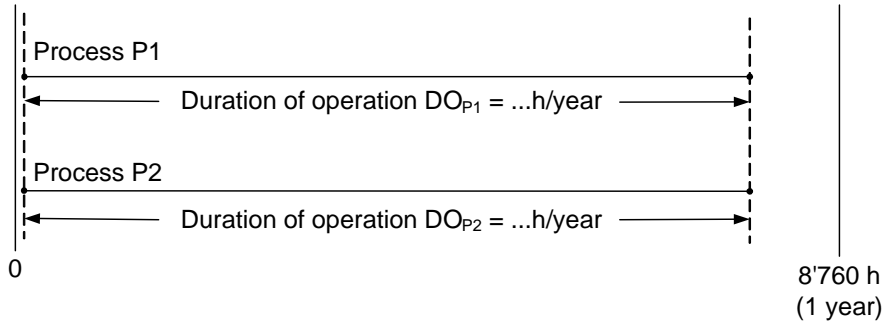 Process P1
Duration of operation DOP1 = ...h/year
Process P2
Duration of operation DOP2 = ...h/year
0
8'760 h
(1 year)